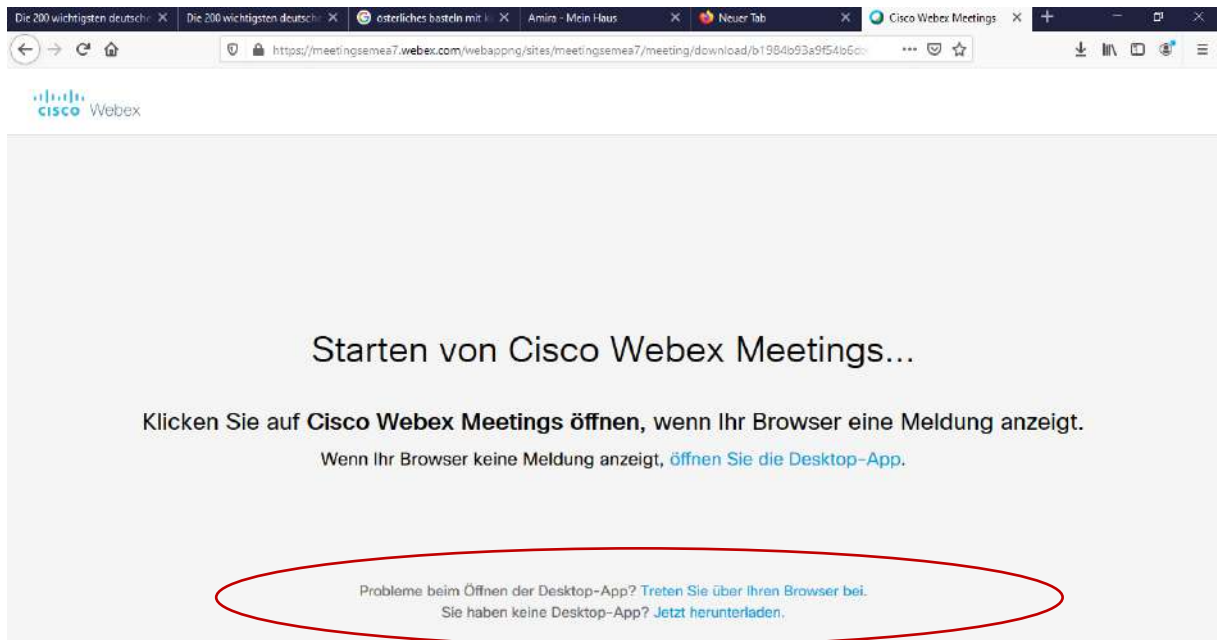 Die 200 wichtigsten deutsche
Die 200 wichtigsten deutsche
österliches basteln mit k
Amira - Mein Haus
Neuer Tab
Cisco Webex Meetings
https://meetingsemea7.webex.com/webappng/sites/meetingsemea7/meeting/download/b1984b93a9f54b6d
CISCO Webex
Starten von Cisco Webex Meetings...
Klicken Sie auf Cisco Webex Meetings öffnen, wenn Ihr Browser eine Meldung anzeigt.
Wenn Ihr Browser keine Meldung anzeigt, öffnen Sie die Desktop-App.
Probleme beim Öffnen der Desktop-App? Treten Sie über Ihren Browser bei.
Sie haben keine Desktop-App? Jetzt herunterladen.